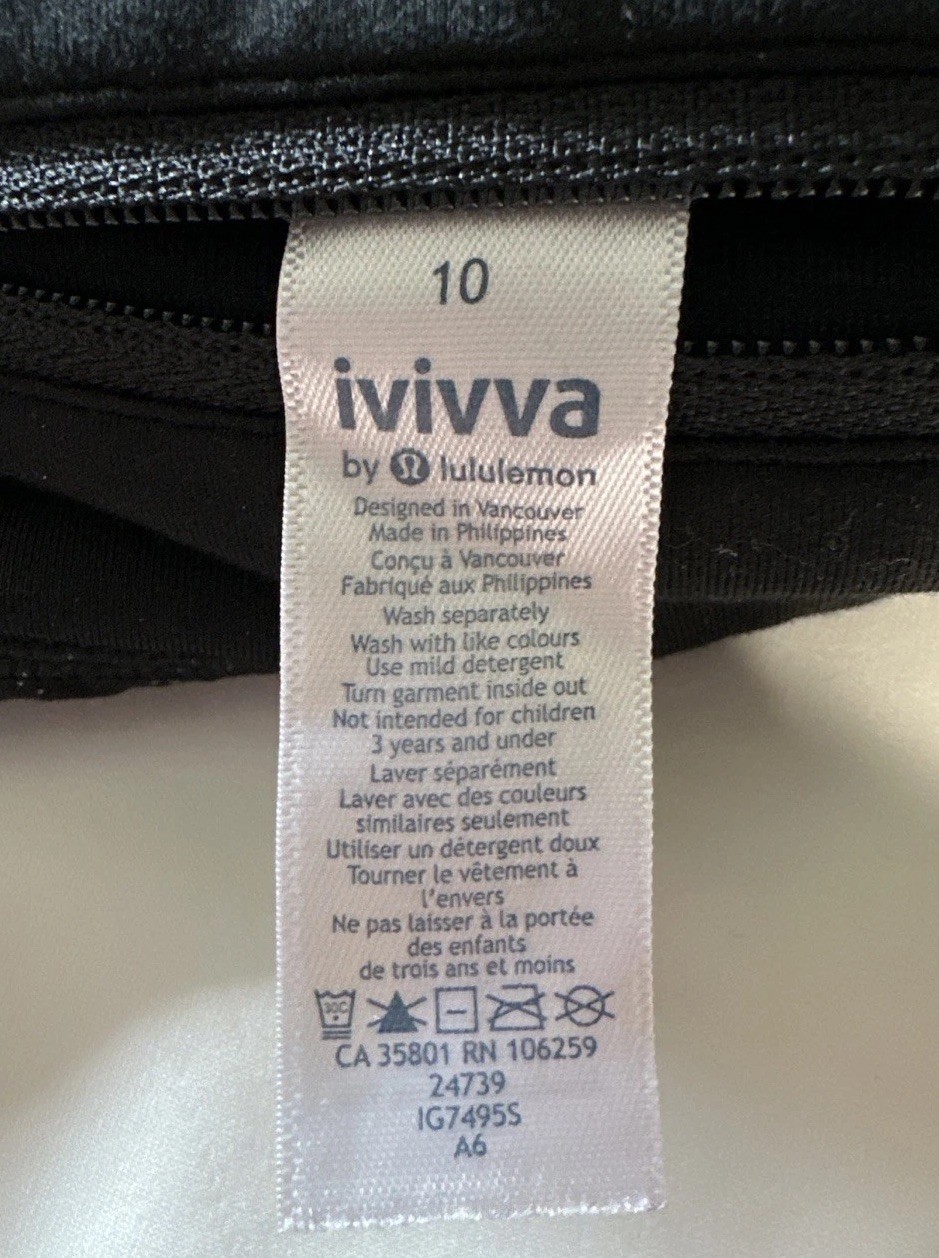 10
ivivva
by lululemon
Designed in Vancouver
Made in Philippines
Conçu à Vancouver
Fabriqué aux Philippines
Wash separately
Wash with like colours
Use mild detergent
Turn garment inside out
Not intended for children
3 years and under
Laver séparément
Laver avec des couleurs
similaires seulement
Utiliser un détergent doux
Tourner le vêtement à
l'envers
Ne pas laisser à la portée
des enfants
de trois ans et moins
30C
CA 35801 RN 106259
24739
IG7495S
A6